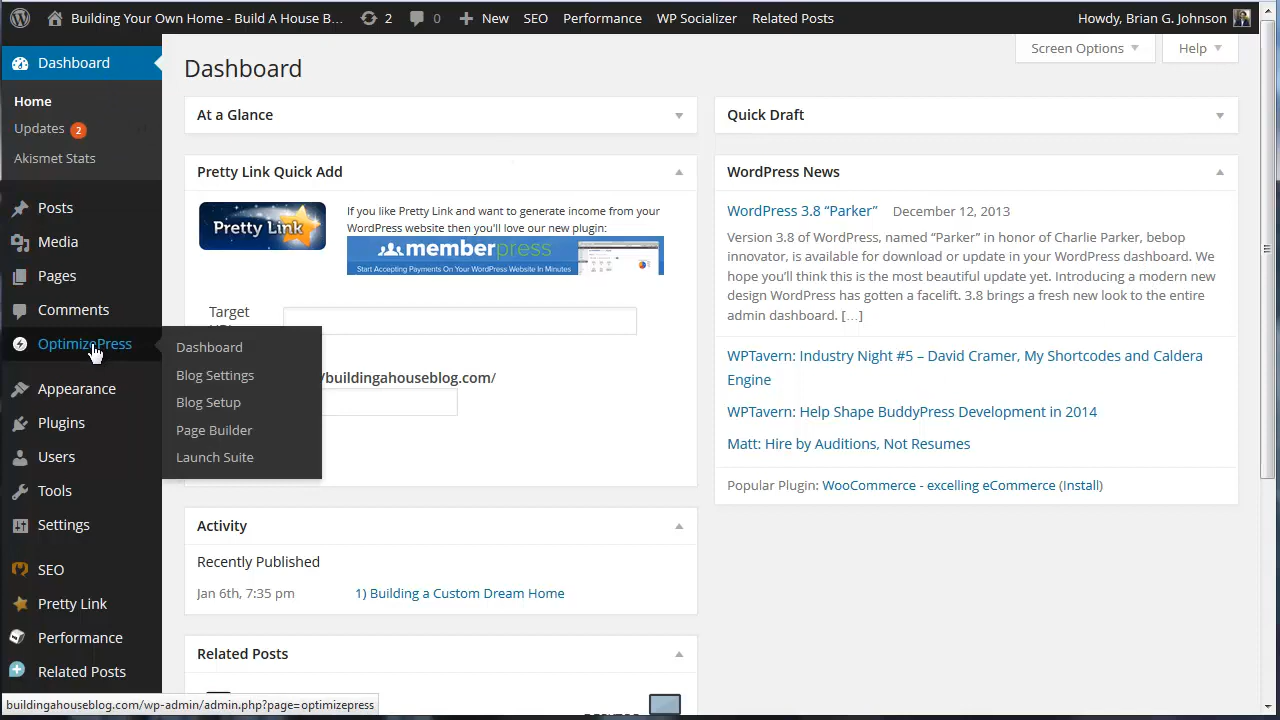 Building Your Own Home - Build A House B... 2 0 New SEO Performance WP Socializer Related Posts Howdy, Brian G. Johnson
Dashboard
Home
Updates 2
Akismet Stats
Posts
Media
Pages
Comments
OptimizePress
Appearance
Plugins
Users
Tools
Settings
SEO
Pretty Link
Performance
Related Posts
Dashboard
Blog Settings
Blog Setup
Page Builder
Launch Suite
Screen Options Help
Dashboard
At a Glance
Pretty Link Quick Add
Pretty Link
If you like Pretty Link and want to generate income from your
WordPress website then you'll love our new plugin:
memberpress
Start Accepting Payments On Your WordPress Website In Minutes
Target
/buildingahouseblog.com/
Activity
Recently Published
Jan 6th, 7:35 pm 1) Building a Custom Dream Home
Related Posts
Quick Draft
WordPress News
WordPress 3.8 “Parker” December 12, 2013
Version 3.8 of WordPress, named “Parker” in honor of Charlie Parker, bebop
innovator, is available for download or update in your WordPress dashboard. We
hope you'll think this is the most beautiful update yet. Introducing a modern new
design WordPress has gotten a facelift. 3.8 brings a fresh new look to the entire
admin dashboard. […]
WPTavern: Industry Night #5 – David Cramer, My Shortcodes and Caldera
Engine
WPTavern: Help Shape BuddyPress Development in 2014
Matt: Hire by Auditions, Not Resumes
Popular Plugin: WooCommerce - excelling eCommerce (Install)
buildingahouseblog.com/wp-admin/admin.php?page=optimizepress